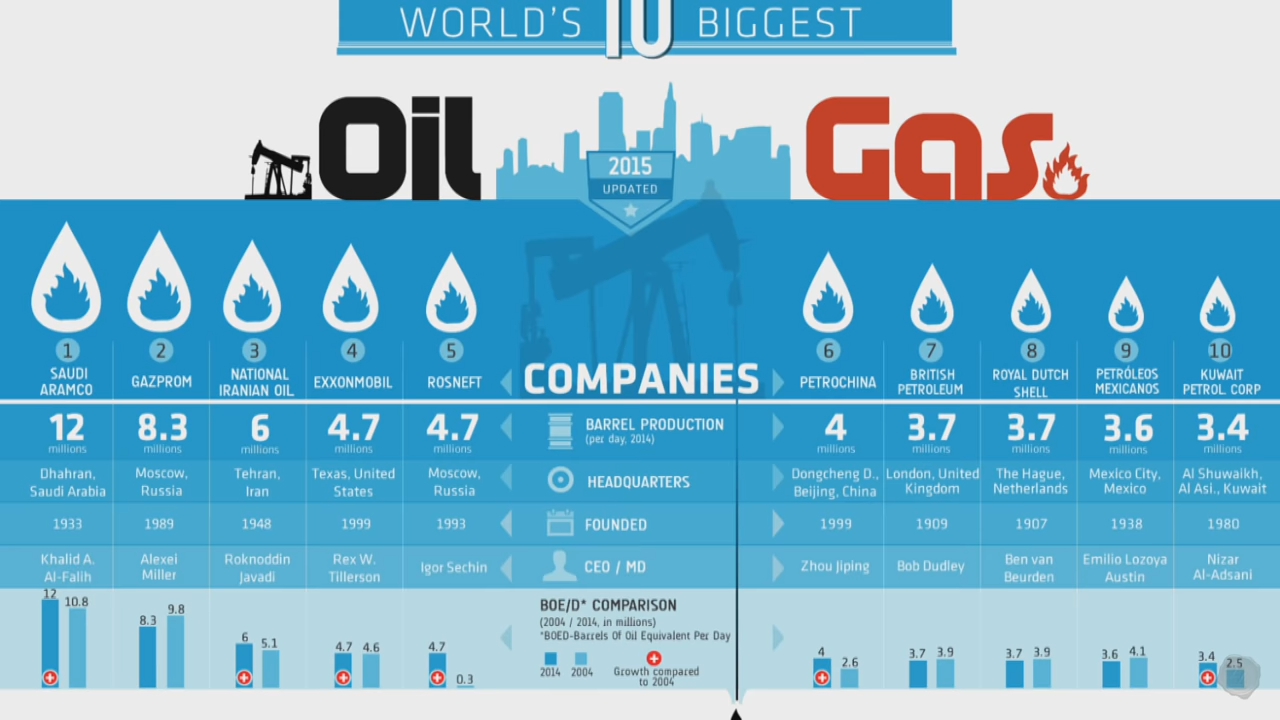 WORLD'S 10 BIGGEST
Oil
Gas
2015
UPDATED
1
SAUDI
ARAMCO
2
GAZPROM
3
NATIONAL
IRANIAN OIL
4
EXXONMOBIL
5
ROSNEFT
COMPANIES
6
PETROCHINA
7
BRITISH
PETROLEUM
8
ROYAL DUTCH
SHELL
9
PETRÓLEOS
MEXICANOS
10
KUWAIT
PETROL. CORP
12
millions
8.3
millions
6
millions
4.7
millions
4.7
millions
BARREL PRODUCTION
(per day, 2014)
4
millions
3.7
millions
3.7
millions
3.6
millions
3.4
millions
Dhahran,
Saudi Arabia
Moscow,
Russia
Tehran,
Iran
Texas, United
States
Moscow,
Russia
HEADQUARTERS
Dongcheng D.,
Beijing, China
London, United
Kingdom
The Hague,
Netherlands
Mexico City,
Mexico
Al Shuwaikh,
Al Asi., Kuwait
1933
1989
1948
1999
1993
FOUNDED
1999
1909
1907
1938
1980
Khalid A.
Al-Falih
Alexei
Miller
Roknoddin
Javadi
Rex W.
Tillerson
Igor Sechin
CEO / MD
Zhou Jiping
Bob Dudley
Ben van
Beurden
Emilio Lozoya
Austin
Nizar
Al-Adsani
12 10.8
8.3 9.8
6 5.1
4.7 4.6
4.7 0.3
BOE/D* COMPARISON
(2004 / 2014, in millions)
*BOED-Barrels Of Oil Equivalent Per Day
2014 2004
Growth compared
to 2004
4 2.6
3.7 3.9
3.7 3.9
3.6 4.1
3.4 2.5